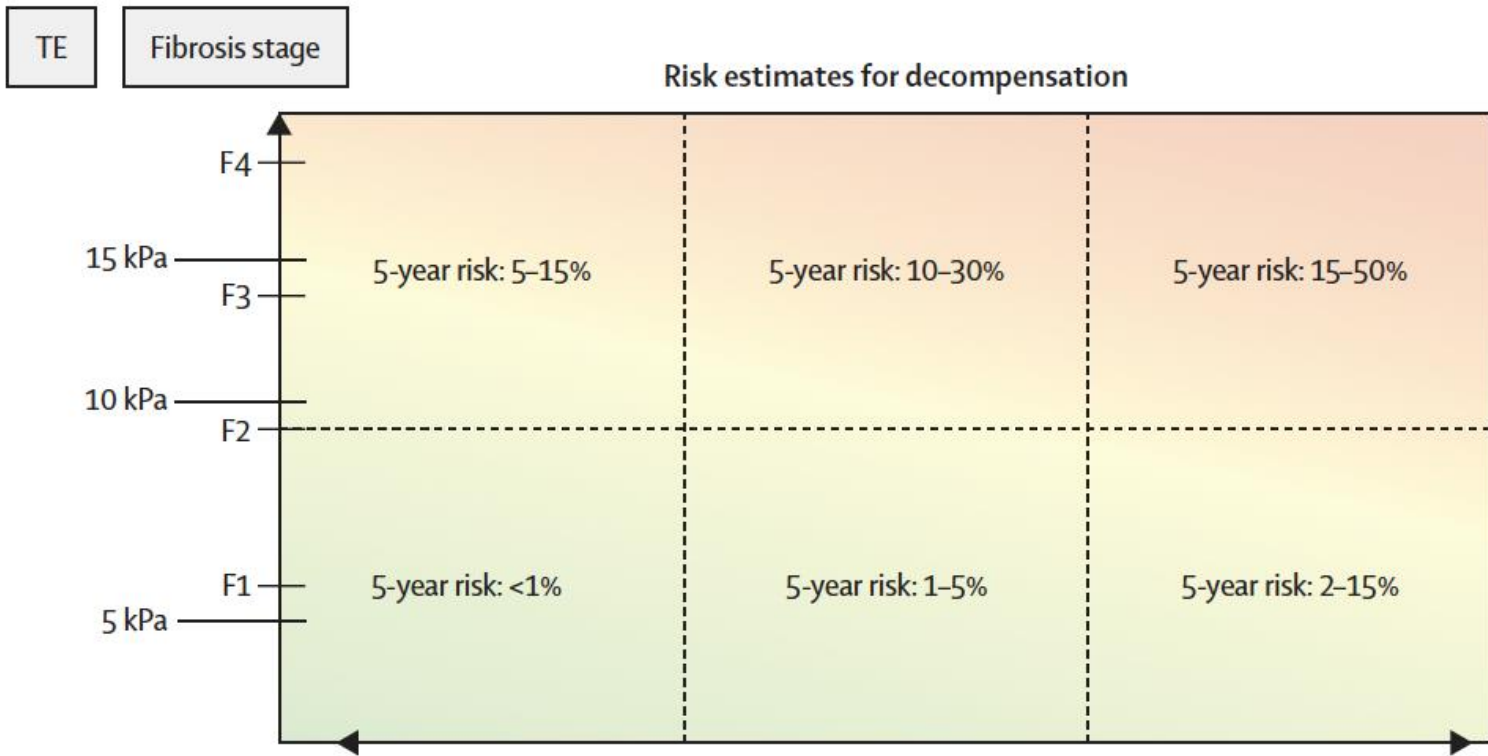 TE
Fibrosis stage
Risk estimates for decompensation
F4
15 kPa
F3
10 kPa
F2
F1
5 kPa
5-year risk: 5–15%
5-year risk: 10–30%
5-year risk: 15–50%
5-year risk: <1%
5-year risk: 1–5%
5-year risk: 2–15%